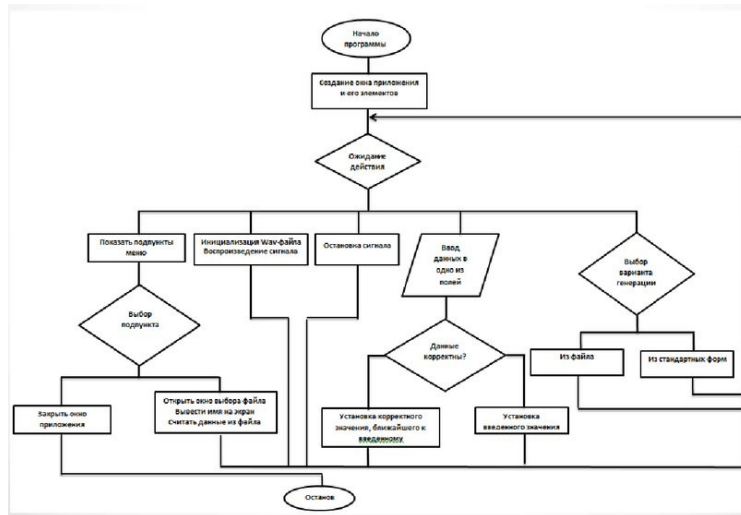 Начало
программы
Создание окна приложения
и его элементов
Ожидание
действия
Показать подпункты
меню
Инициализация Wav-файла
Воспроизведение сигнала
Остановка сигнала
Ввод
данных в
одно из
полей
Выбор
варианта
генерации
Выбор
подпункта
Данные
корректны?
Из файла
Из стандартных форм
Закрыть окно
приложения
Открыть окно выбора файла
Вывести имя на экран
Считать данные из файла
Установка корректного
значения, ближайшего к
введенному
Установка
введенного значения
Останов